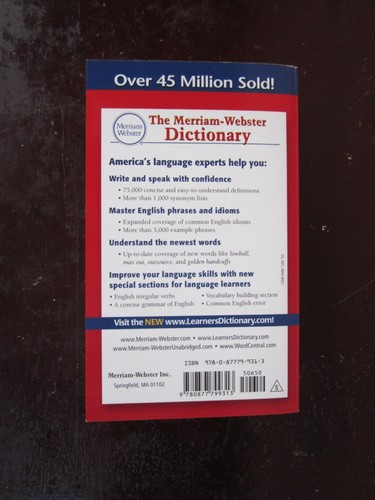 Over 45 Million Sold!
Merriam-
Webster
The Merriam-Webster
Dictionary
America's language experts help you:
Write and speak with confidence
• 75,000 concise and easy-to-understand definitions
• More than 1,000 synonym lists
Master English phrases and idioms
• Expanded coverage of common English idioms
• More than 3,000 example phrases
Understand the newest words
• Up-to-date coverage of new words like lowball,
max out, outsource, and golden handcuffs.
Improve your language skills with new
special sections for language learners
• English irregular verbs • Vocabulary building section
• A concise grammar of English • Common English error
Visit the NEW www.LearnersDictionary.com!
www.Merriam-Webster.com • www.LearnersDictionary.com
www.Merriam-WebsterUnabridged.com • www.WordCentral.com
ISBN 978-0-87779-931-3
50650
Merriam-Webster Inc.
Springfield, MA 01102
9 780877 799313
S